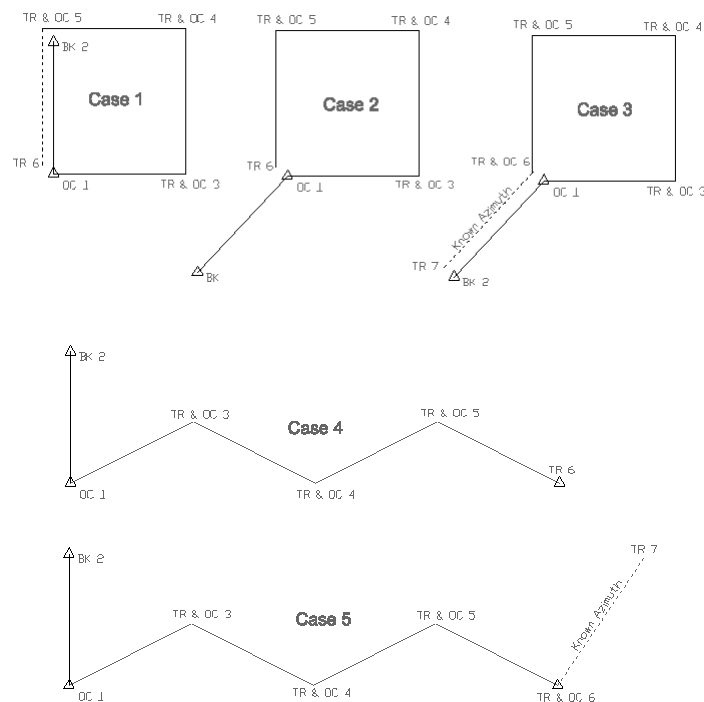 TR & OC 5
TR & OC 4
BK 2
Case 1
TR 6
OC 1
TR & OC 3
TR & OC 5
TR & OC 4
Case 2
TR 6
OC 1
TR & OC 3
BK
TR & OC 5
TR & OC 4
Case 3
TR & OC 6
OC 1
TR & OC 3
Known Azimuth
TR 7
BK 2
BK 2
TR & OC 3
Case 4
TR & OC 5
OC 1
TR & OC 4
TR 6
BK 2
TR 7
TR & OC 3
Case 5
TR & OC 5
Known Azimuth
OC 1
TR & OC 4
TR & OC 6